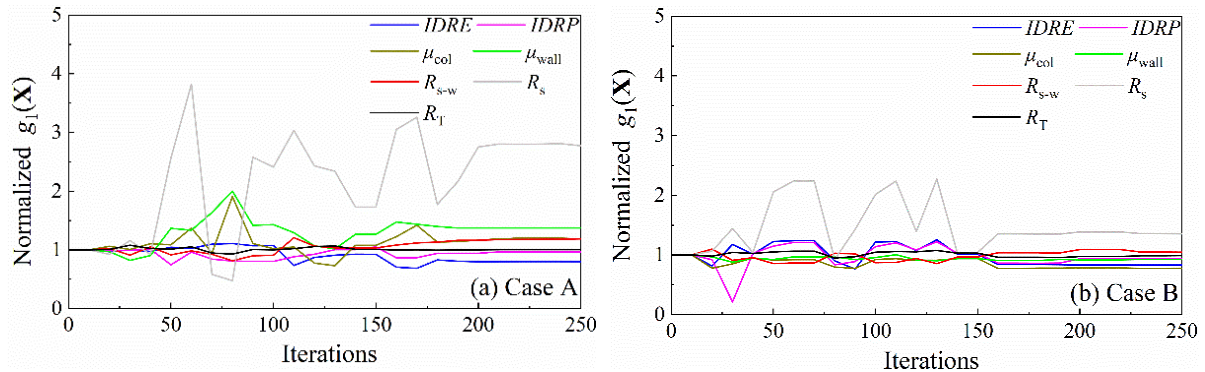 5
IDRE IDRP
4
μcol μwall
Rs-w Rs
3
RT
2
1
0
(a) Case A
0 50 100 150 200 250
Iterations
Normalized g1(X)
5
IDRE IDRP
4
μcol μwall
Rs-w Rs
3
RT
2
1
0
(b) Case B
0 50 100 150 200 250
Iterations
Normalized g1(X)